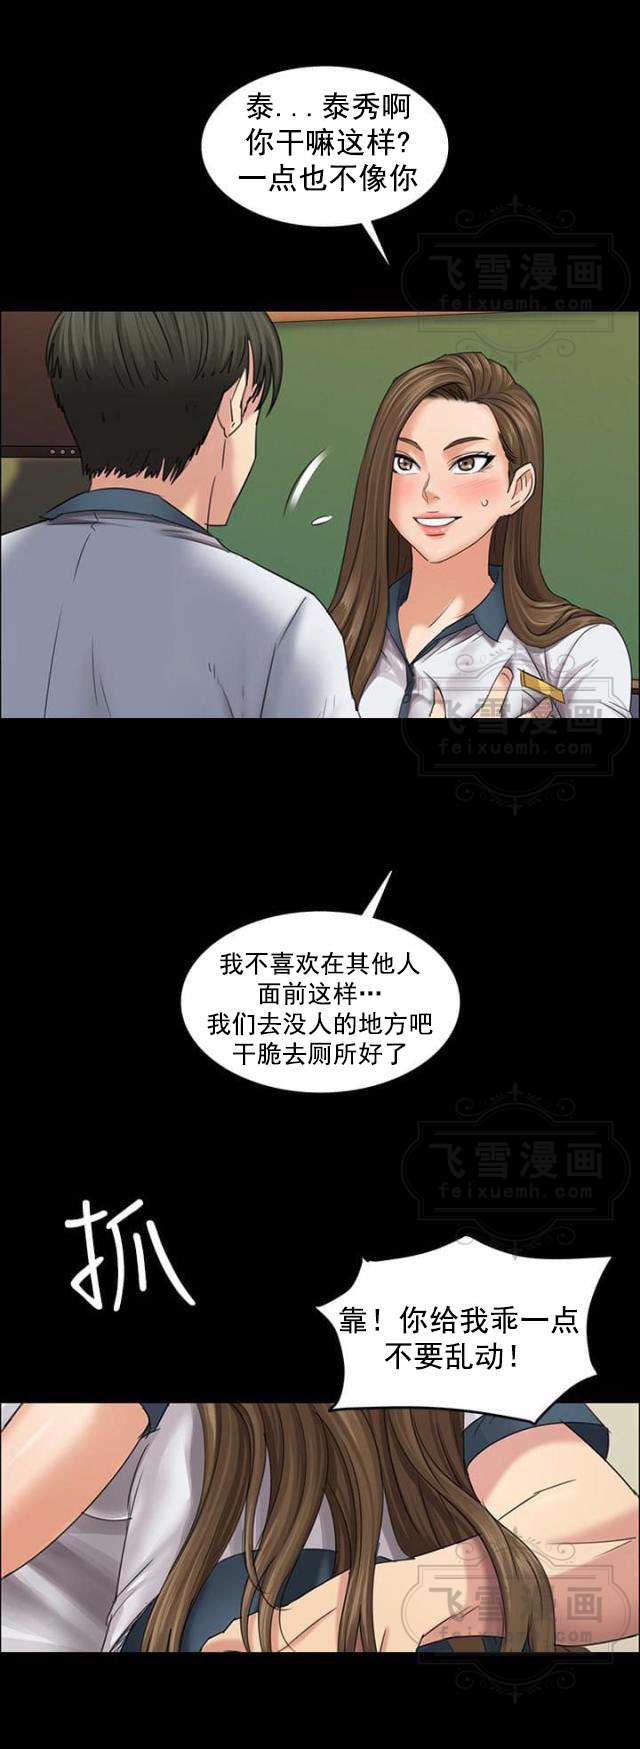 泰...泰秀啊
你干嘛这样?
一点也不像你
飞雪漫画
feixuemh.com
飞雪漫画
feixuemh.com
我不喜欢在其他人
面前这样…
我们去没人的地方吧
干脆去厕所好了
飞雪漫画
feixuemh.com
抓
靠！你给我乖一点
不要乱动！
飞雪漫画
feixuemh.com